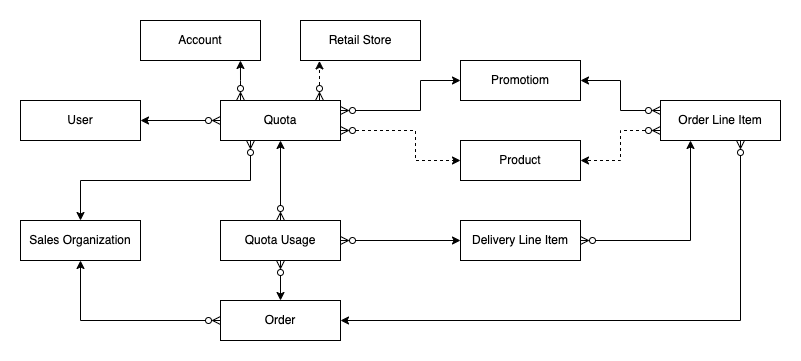 Account
Retail Store
Promotiom
User
Quota
Order Line Item
Product
Sales Organization
Quota Usage
Delivery Line Item
Order